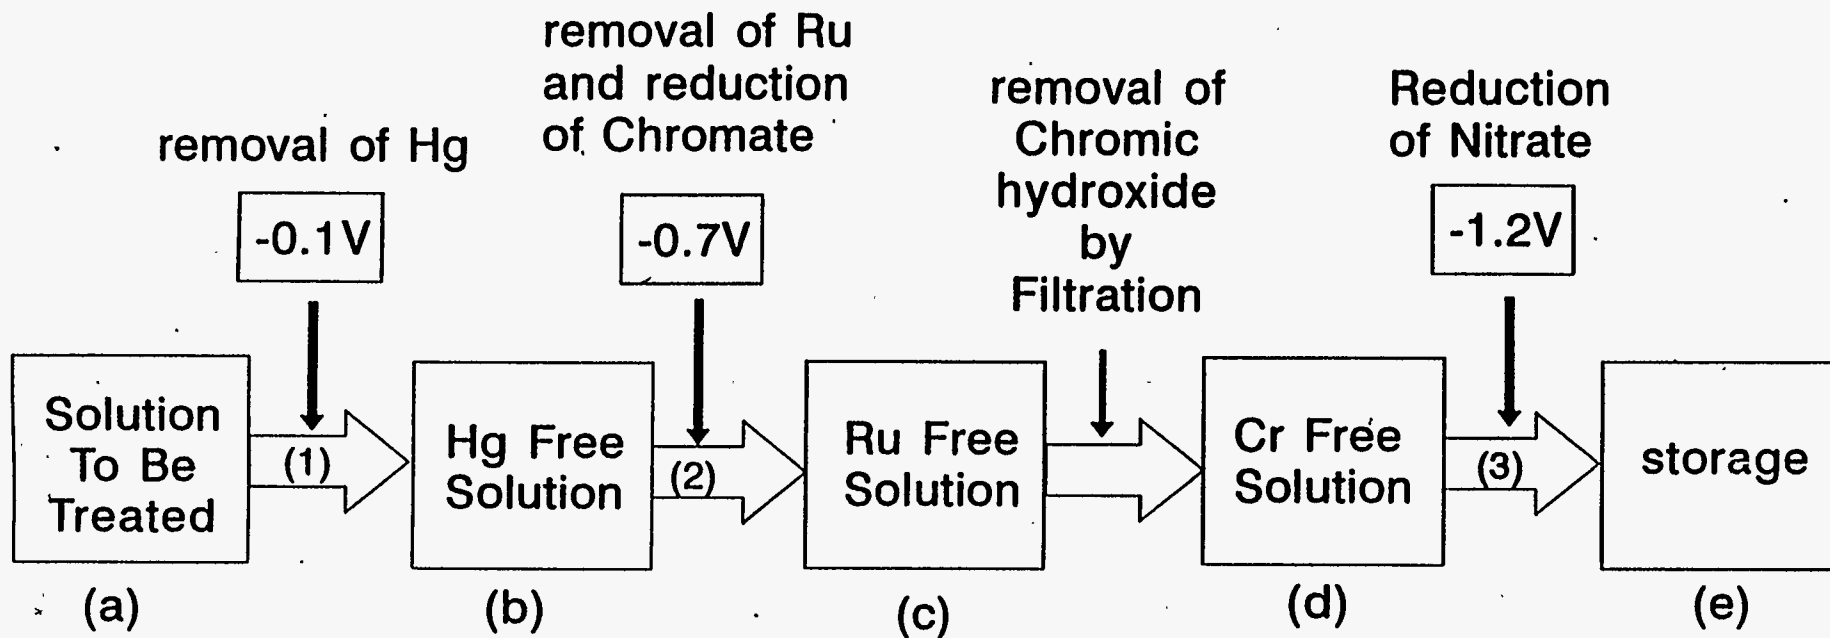 removal of Hg
-0.1V
removal of Ru
and reduction
of Chromate
-0.7V
removal of
Chromic
hydroxide
by
Filtration
Reduction
of Nitrate
-1.2V
Solution
To Be
Treated
(1)
Hg Free
Solution
(2)
Ru Free
Solution
Cr Free
Solution
(3)
storage
(a)
(b)
(c)
(d)
(e)